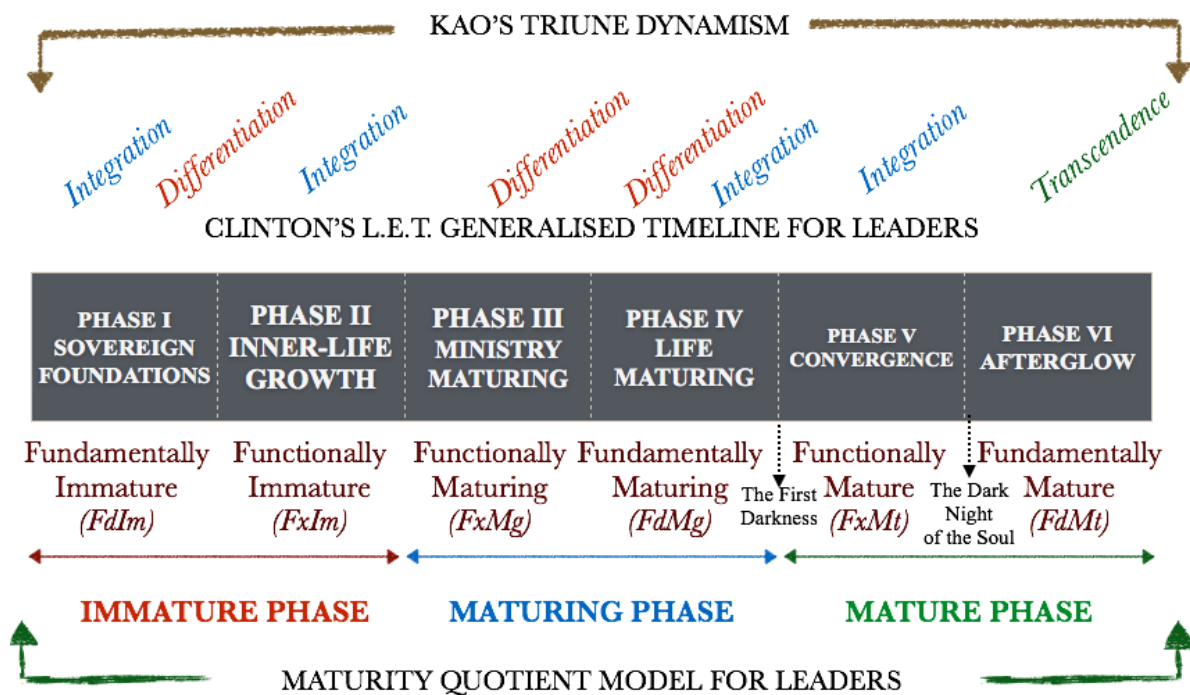 KAO'S TRIUNE DYNAMISM
Integration
Differentiation
Integration
Differentiation
Differentiation
Integration
Integration
Transcendence
CLINTON'S L.E.T. GENERALISED TIMELINE FOR LEADERS
PHASE I
SOVEREIGN
FOUNDATIONS
PHASE II
INNER-LIFE
GROWTH
PHASE III
MINISTRY
MATURING
PHASE IV
LIFE
MATURING
PHASE V
CONVERGENCE
PHASE VI
AFTERGLOW
Fundamentally
Immature
(FdIm)
Functionally
Immature
(FxIm)
Functionally
Maturing
(FxMg)
Fundamentally
Maturing
(FdMg)
The First
Darkness
Functionally
Mature
(FxMt)
The Dark
Night
of the Soul
Fundamentally
Mature
(FdMt)
IMMATURE PHASE
MATURING PHASE
MATURE PHASE
MATURITY QUOTIENT MODEL FOR LEADERS